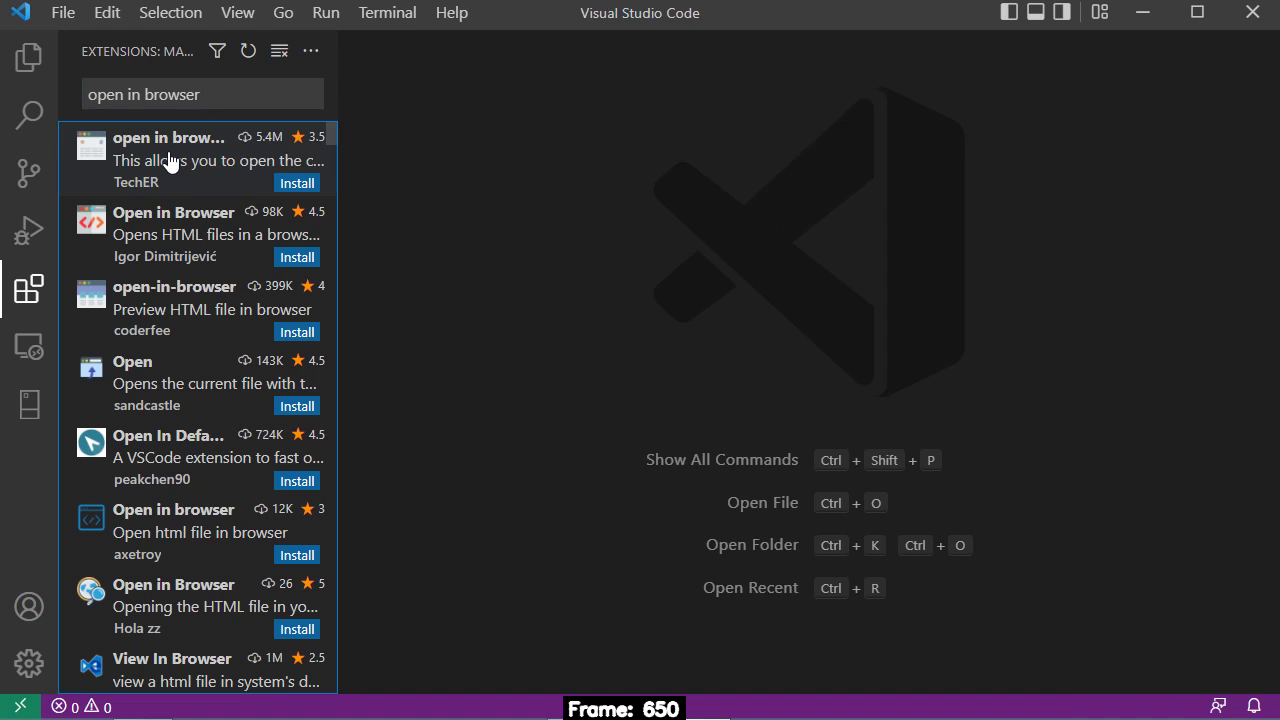 File Edit Selection View Go Run Terminal Help Visual Studio Code
EXTENSIONS: MA...
open in browser
open in brow... 5.4M 3.5
This allows you to open the c...
TechER Install
Open in Browser 98K 4.5
Opens HTML files in a brows...
Igor Dimitrijević Install
open-in-browser 399K 4
Preview HTML file in browser
coderfee Install
Open 143K 4.5
Opens the current file with t...
sandcastle Install
Open In Defa... 724K 4.5
A VSCode extension to fast o...
peakchen90 Install
Open in browser 12K 3
Open html file in browser
axetroy Install
Open in Browser 26 5
Opening the HTML file in yo...
Hola zz Install
View In Browser 1M 2.5
view a html file in system's d...
Show All Commands Ctrl + Shift + P
Open File Ctrl + O
Open Folder Ctrl + K Ctrl + O
Open Recent Ctrl + R
0 0
Frame: 650